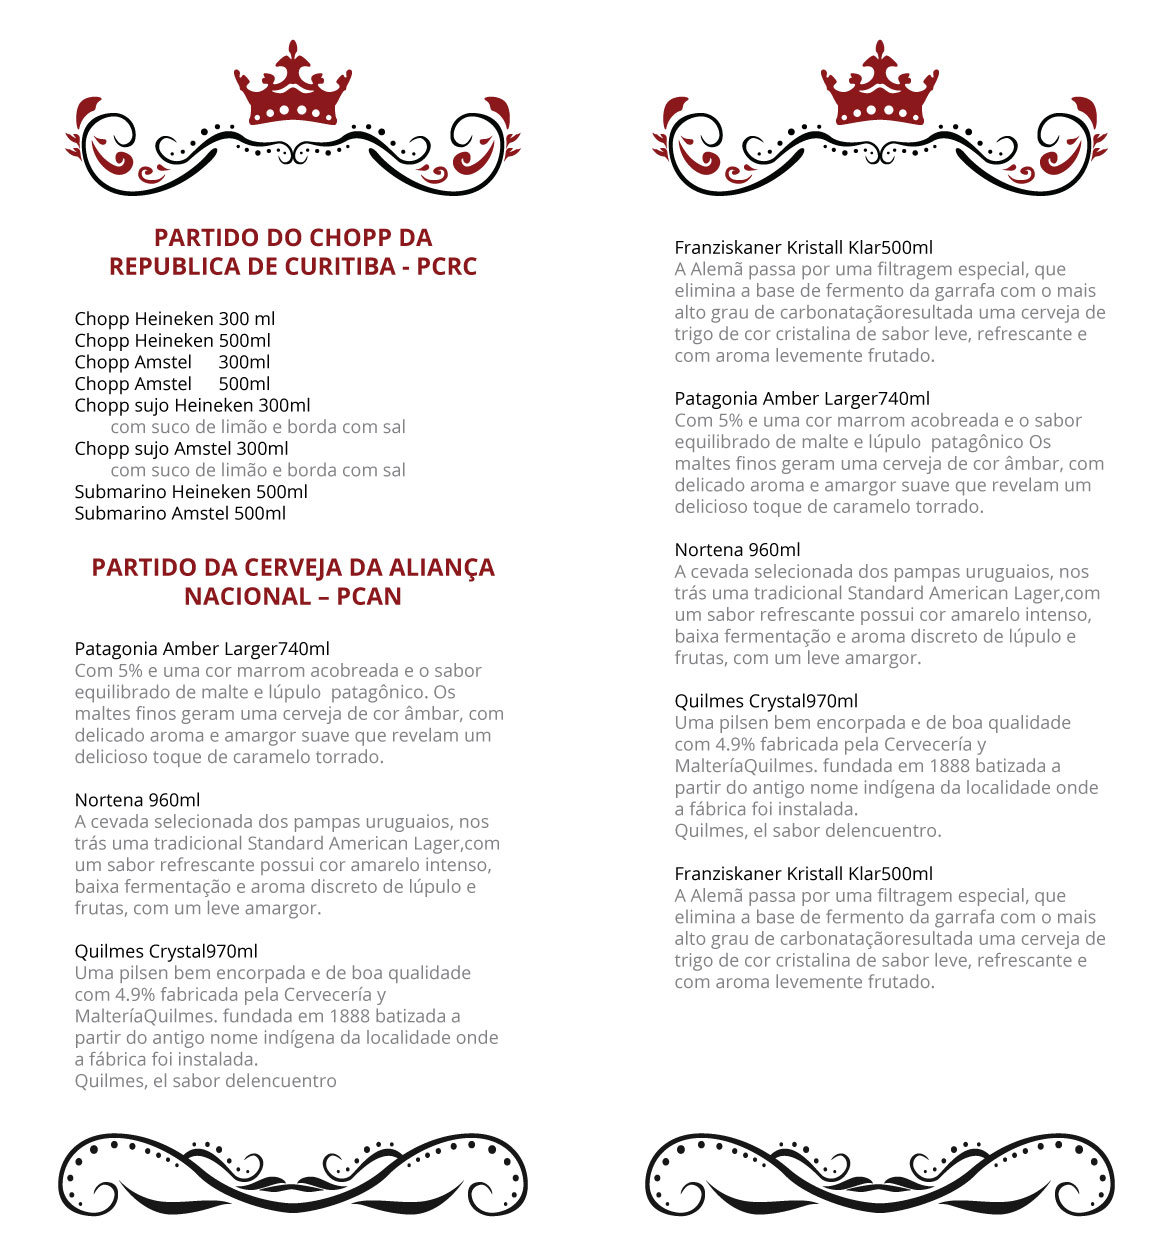 PARTIDO DO CHOPP DA
REPUBLICA DE CURITIBA - PCRC
Chopp Heineken 300 ml
Chopp Heineken 500ml
Chopp Amstel 300ml
Chopp Amstel 500ml
Chopp sujo Heineken 300ml
com suco de limão e borda com sal
Chopp sujo Amstel 300ml
com suco de limão e borda com sal
Submarino Heineken 500ml
Submarino Amstel 500ml
PARTIDO DA CERVEJA DA ALIANÇA
NACIONAL – PCAN
Patagonia Amber Larger740ml
Com 5% e uma cor marrom acobreada e o sabor
equilibrado de malte e lúpulo  patagônico. Os
maltes finos geram uma cerveja de cor âmbar, com
delicado aroma e amargor suave que revelam um
delicioso toque de caramelo torrado.
Nortena 960ml
A cevada selecionada dos pampas uruguaios, nos
trás uma tradicional Standard American Lager,com
um sabor refrescante possui cor amarelo intenso,
baixa fermentação e aroma discreto de lúpulo e
frutas, com um leve amargor.
Quilmes Crystal970ml
Uma pilsen bem encorpada e de boa qualidade
com 4.9% fabricada pela Cervecería y
MalteríaQuilmes. fundada em 1888 batizada a
partir do antigo nome indígena da localidade onde
a fábrica foi instalada.
Quilmes, el sabor delencuentro
Franziskaner Kristall Klar500ml
A Alemã passa por uma filtragem especial, que
elimina a base de fermento da garrafa com o mais
alto grau de carbonataçãoresultada uma cerveja de
trigo de cor cristalina de sabor leve, refrescante e
com aroma levemente frutado.
Patagonia Amber Larger740ml
Com 5% e uma cor marrom acobreada e o sabor
equilibrado de malte e lúpulo  patagônico Os
maltes finos geram uma cerveja de cor âmbar, com
delicado aroma e amargor suave que revelam um
delicioso toque de caramelo torrado.
Nortena 960ml
A cevada selecionada dos pampas uruguaios, nos
trás uma tradicional Standard American Lager,com
um sabor refrescante possui cor amarelo intenso,
baixa fermentação e aroma discreto de lúpulo e
frutas, com um leve amargor.
Quilmes Crystal970ml
Uma pilsen bem encorpada e de boa qualidade
com 4.9% fabricada pela Cervecería y
MalteríaQuilmes. fundada em 1888 batizada a
partir do antigo nome indígena da localidade onde
a fábrica foi instalada.
Quilmes, el sabor delencuentro.
Franziskaner Kristall Klar500ml
A Alemã passa por uma filtragem especial, que
elimina a base de fermento da garrafa com o mais
alto grau de carbonataçãoresultada uma cerveja de
trigo de cor cristalina de sabor leve, refrescante e
com aroma levemente frutado.